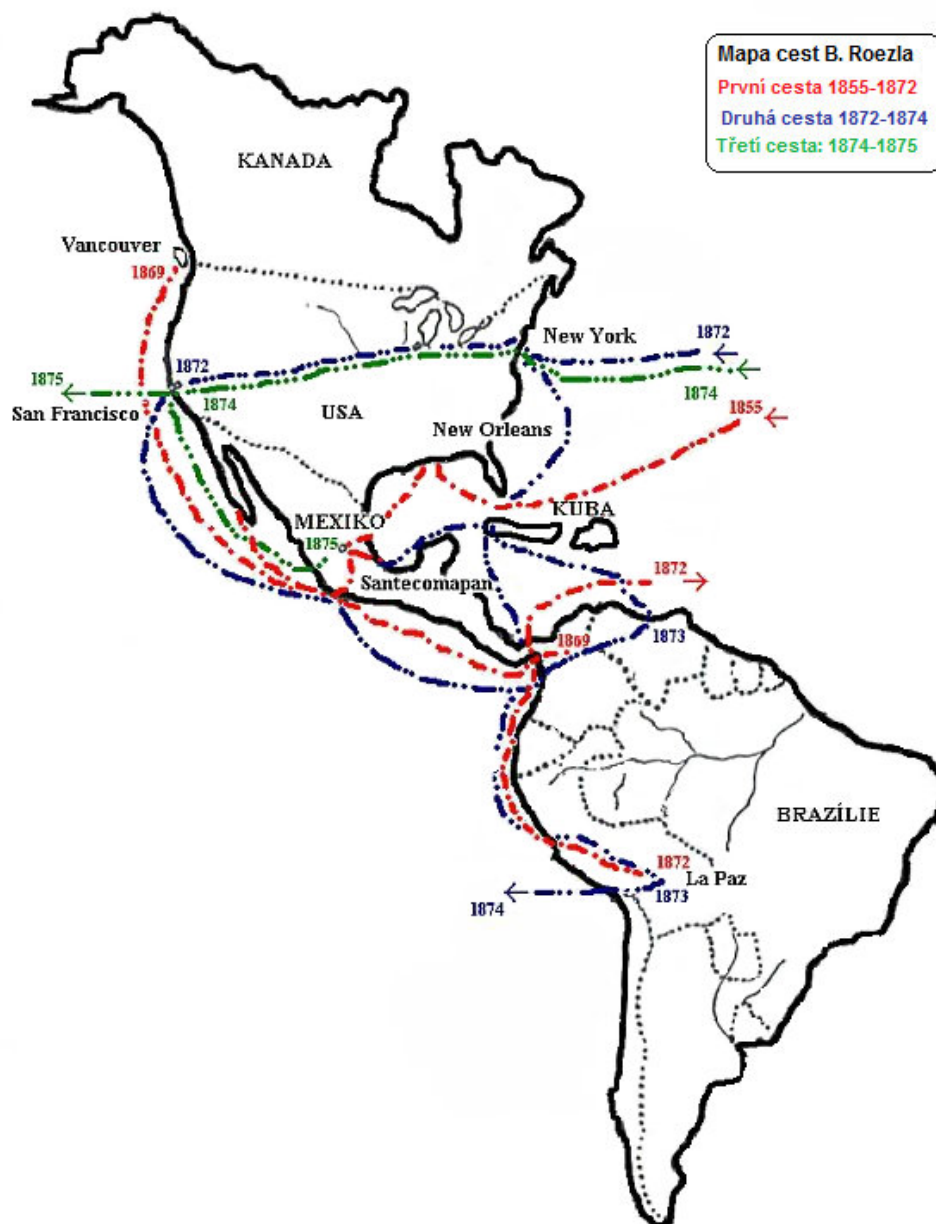 Mapa cest B. Roezla
První cesta 1855-1872
Druhá cesta 1872-1874
Třetí cesta: 1874-1875
KANADA
Vancouver
1869
New York
1872
1872
1875
1874
1874
San Francisco
USA
1855
New Orleans
KUBA
MEXIKO
1875
1872
Santecomapan
1869
1873
BRAZÍLIE
1872
La Paz
1873
1874